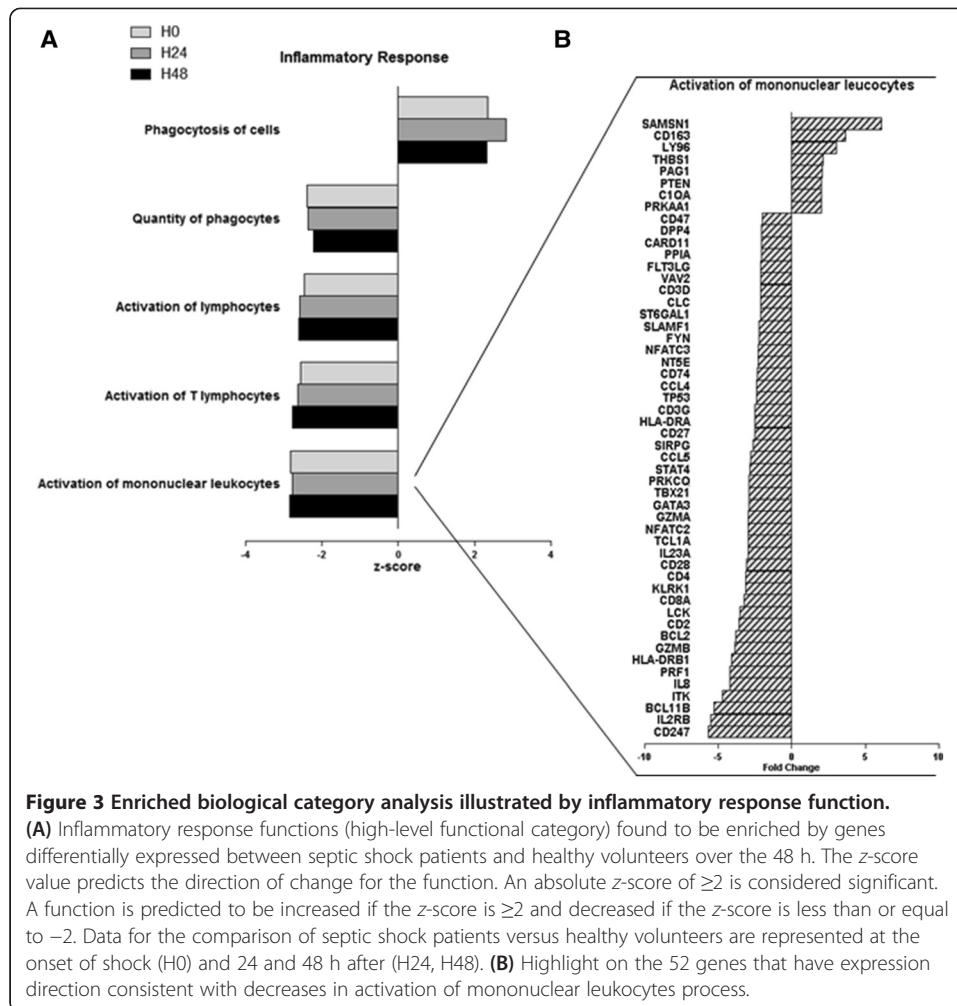 A
H0
H24
H48
Inflammatory Response
Phagocytosis of cells
Quantity of phagocytes
Activation of lymphocytes
Activation of T lymphocytes
Activation of mononuclear leukocytes
-4
-2
0
2
4
z-score
B
Activation of mononuclear leucocytes
SAMSN1
CD163
LY96
THBS1
PAG1
PTEN
C1QA
PRKAA1
CD47
DPP4
CARD11
PPIA
FLT3LG
VAV2
CD3D
CLC
ST6GAL1
SLAMF1
FYN
NFATC3
NT5E
CD74
CCL4
TP53
CD3G
HLA-DRA
CD27
SIRPG
CCL5
STAT4
PRKCQ
TBX21
GATA3
GZMA
NFATC2
TCL1A
IL23A
CD28
CD4
KLRK1
CD8A
LCK
CD2
BCL2
GZMB
HLA-DRB1
PRF1
IL8
ITK
BCL11B
IL2RB
CD247
-10
-5
0
5
10
Fold Change
Figure 3 Enriched biological category analysis illustrated by inflammatory response function.
(A) Inflammatory response functions (high-level functional category) found to be enriched by genes
differentially expressed between septic shock patients and healthy volunteers over the 48 h. The z-score
value predicts the direction of change for the function. An absolute z-score of ≥2 is considered significant.
A function is predicted to be increased if the z-score is ≥2 and decreased if the z-score is less than or equal
to −2. Data for the comparison of septic shock patients versus healthy volunteers are represented at the
onset of shock (H0) and 24 and 48 h after (H24, H48). (B) Highlight on the 52 genes that have expression
direction consistent with decreases in activation of mononuclear leukocytes process.